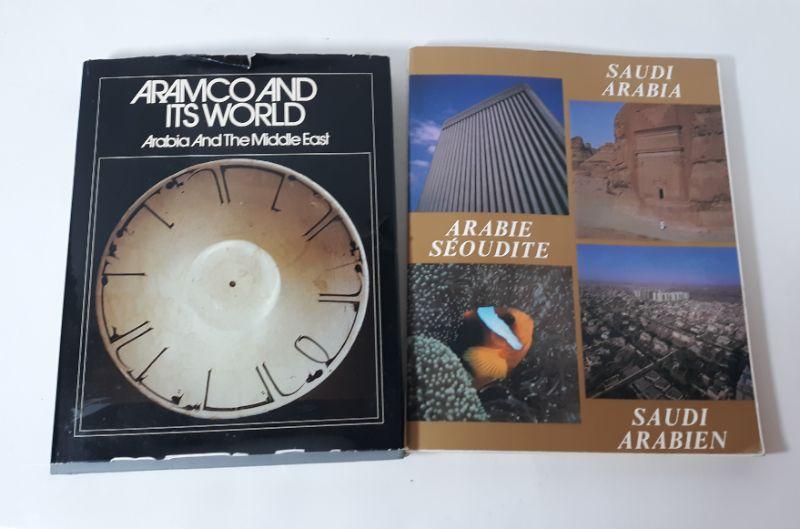 ARAMCO AND
ITS WORLD
Arabia And The Middle East
SAUDI
ARABIA
ARABIE
SÉOUDITE
SAUDI
ARABIEN